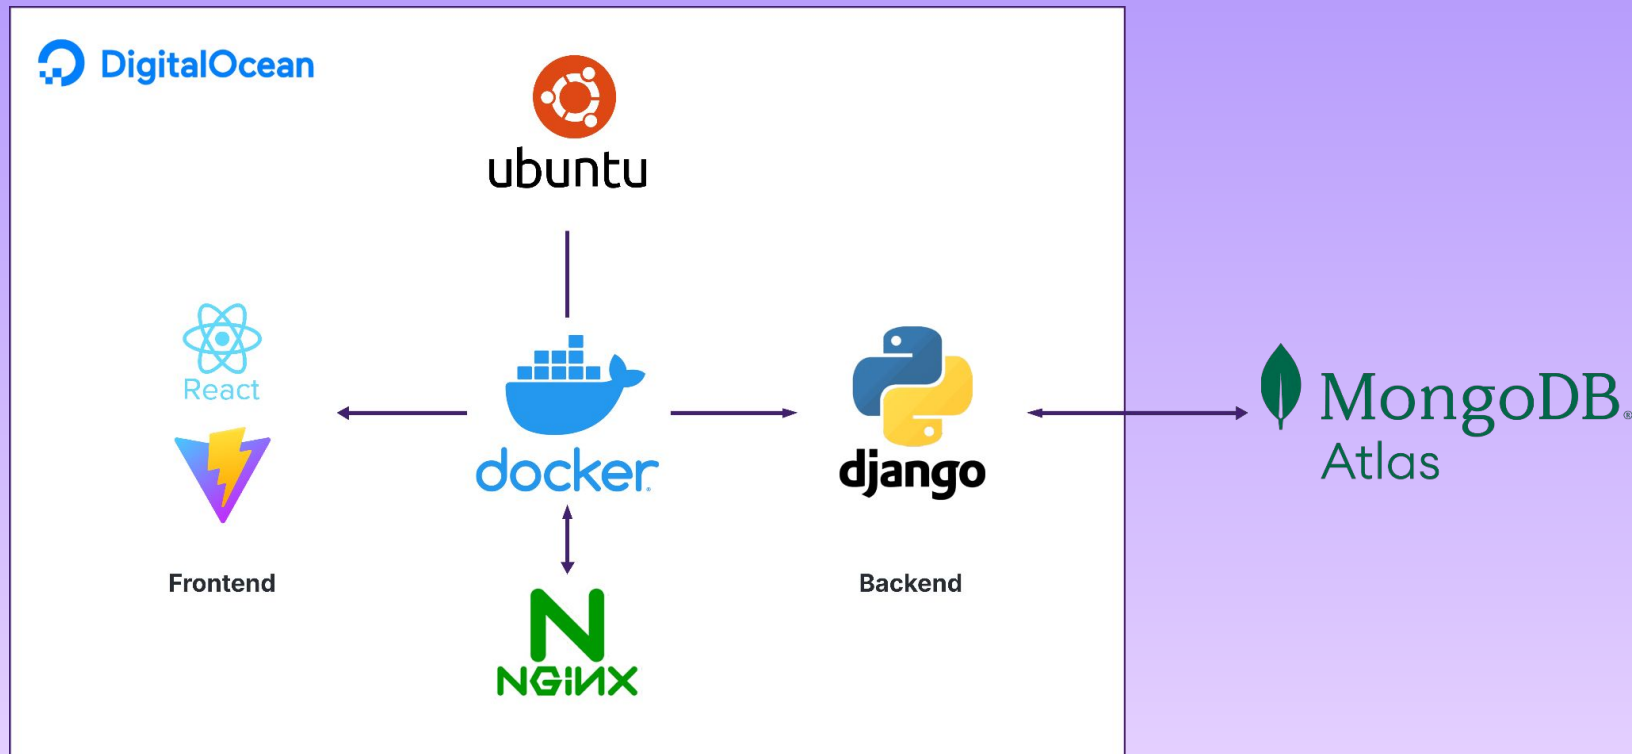 DigitalOcean
ubuntu
React
docker
django
MongoDB®
Atlas
Frontend
Backend
N
NGiNX